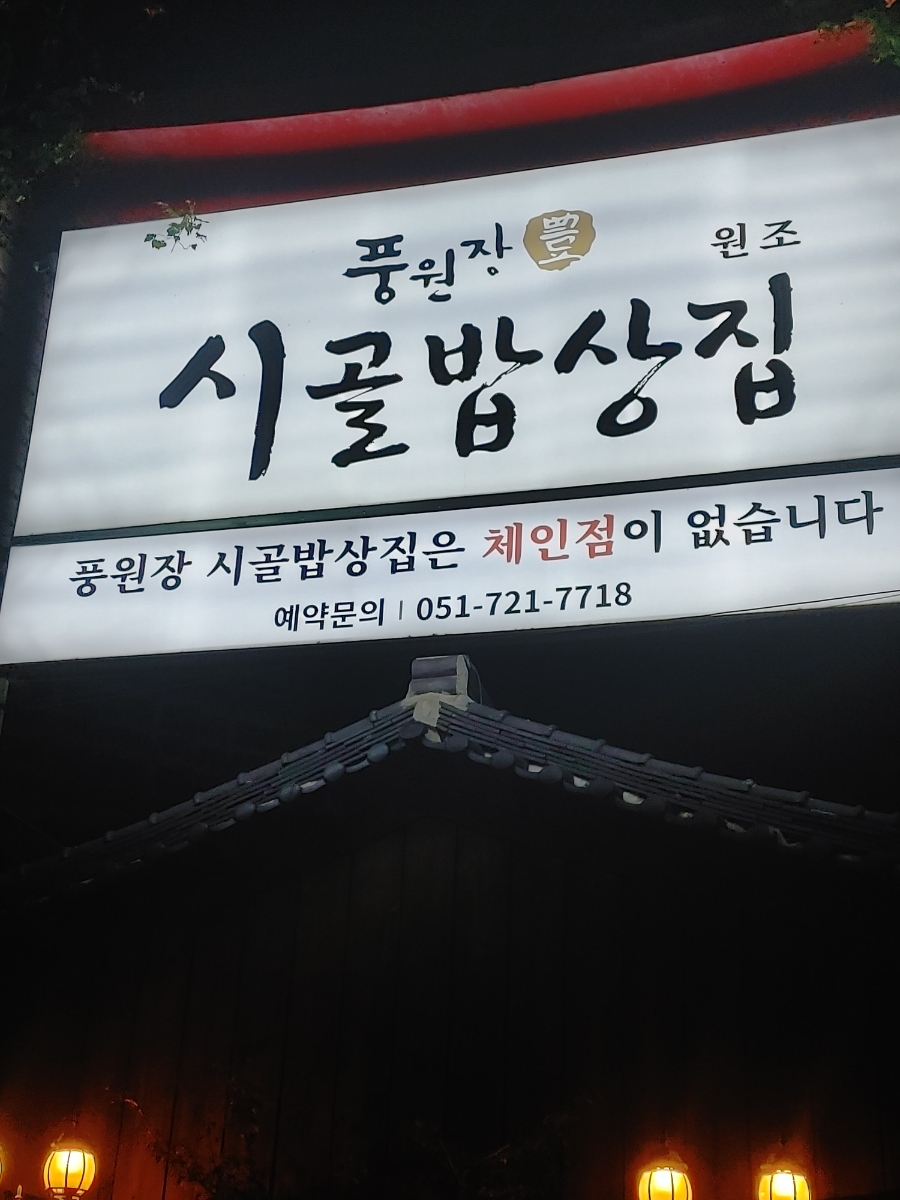 풍원장 豊 원조
시골밥상집
풍원장 시골밥상집은 체인점이 없습니다
예약문의 | 051-721-7718